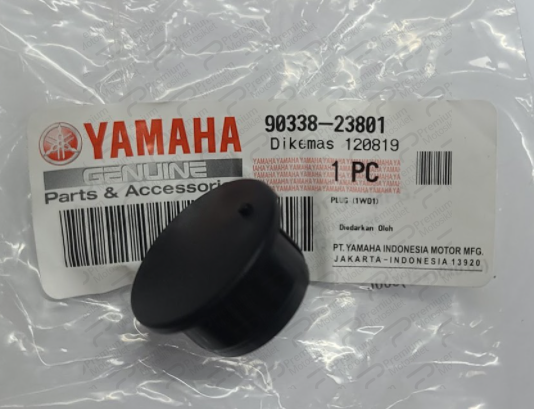 YAMAHA
GENUINE
Parts & Accessori
90338-23801
Dikemas 120819
1 PC
PLUG (1WD1)
Diedarkan Oleh
PT.YAMAHA INDONESIA MOTOR MFG.
JAKARTA-INDONESIA 13920